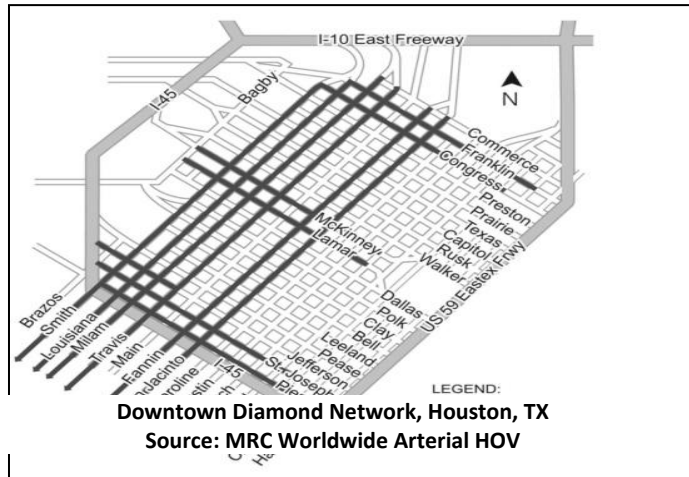 I-10 East Freeway
I-45
Bagby
N
Commerce
Franklin
Congress
Preston
Prairie
Texas
Capitol
Rusk
Walker
McKinney
Lamar
US 59 Eastex Frwy
Dallas
Polk
Clay
Bell
Leeland
Pease
Jefferson
St. Joseph
I-45
Brazos
Smith
Louisiana
Milam
Travis
Main
Fannin
LEGEND:
Downtown Diamond Network, Houston, TX
Source: MRC Worldwide Arterial HOV